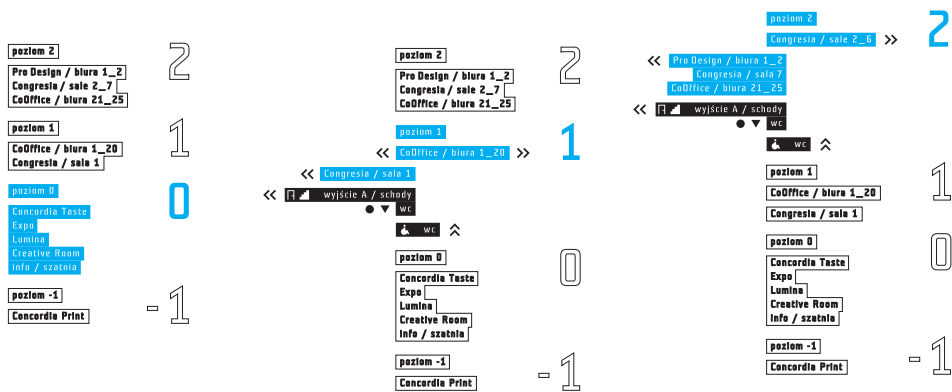 poziom 2
2
Pro Design / biura 1_2
Congresia / sale 2_7
CoOffice / biura 21_25
poziom 1
1
CoOffice / biura 1_20
Congresia / sala 1
poziom 0
0
Concordia Taste
Expo
Lumina
Creative Room
info / szatnia
poziom -1
-1
Concordia Print
poziom 2
2
Pro Design / biura 1_2
Congresia / sale 2_7
CoOffice / biura 21_25
poziom 1
1
« CoOffice / biura 1_20 »
« Congresia / sala 1
« wyjście A / schody
wc
wc
poziom 0
0
Concordia Taste
Expo
Lumina
Creative Room
info / szatnia
poziom -1
-1
Concordia Print
poziom 2
2
Congresia / sale 2_6 »
« Pro Design / biura 1_2
Congresia / sala 7
CoOffice / biura 21_25
« wyjście A / schody
wc
wc
poziom 1
1
CoOffice / biura 1_20
Congresia / sala 1
poziom 0
0
Concordia Taste
Expo
Lumina
Creative Room
info / szatnia
poziom -1
-1
Concordia Print